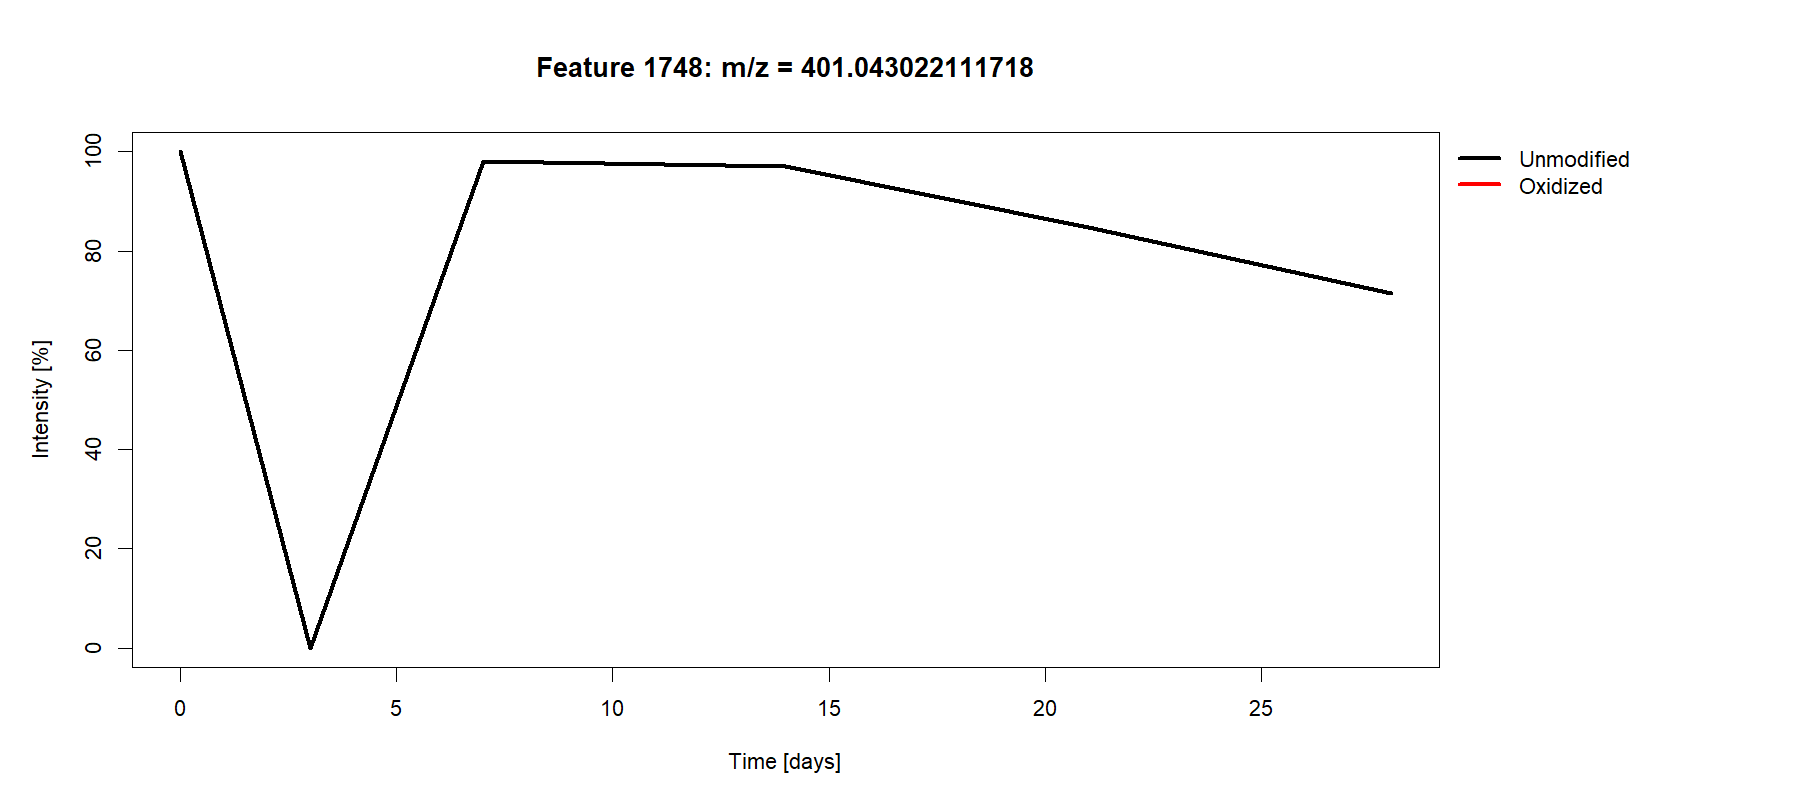 Feature 1748: m/z = 401.043022111718
Unmodified
Oxidized
Intensity [%]
100
80
60
40
20
0
0 5 10 15 20 25
Time [days]